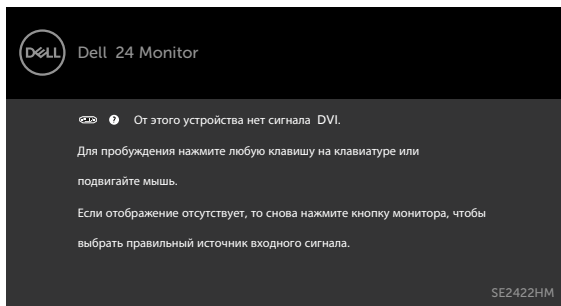 DELL
Dell 24 Monitor
? От этого устройства нет сигнала DVI.
Для пробуждения нажмите любую клавишу на клавиатуре или
подвигайте мышь.
Если отображение отсутствует, то снова нажмите кнопку монитора, чтобы
выбрать правильный источник входного сигнала.
SE2422HM